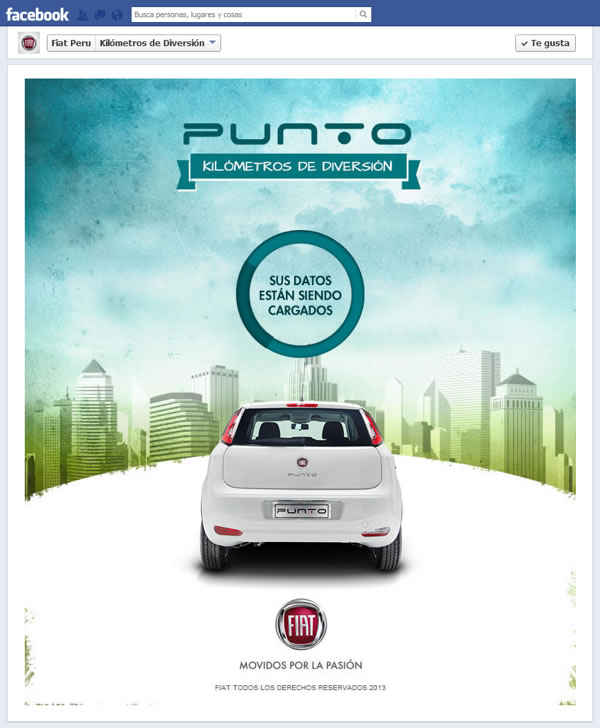 facebook
Busca personas, lugares y cosas
Fiat Peru
Kilómetros de Diversión
Te gusta
PUNTO
KILÓMETROS DE DIVERSIÓN
SUS DATOS
ESTÁN SIENDO
CARGADOS
PUNTO
PUNTO
FIAT
MOVIDOS POR LA PASIÓN
FIAT TODOS LOS DERECHOS RESERVADOS 2013